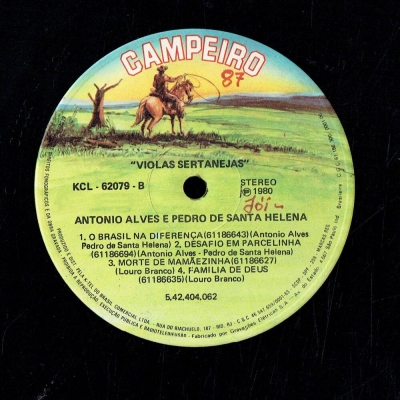 CAMPEIRO
87
"VIOLAS SERTANEJAS"
KCL - 62079 - B
STEREO
℗ 1980
ANTONIO ALVES E PEDRO DE SANTA HELENA
1. O BRASIL NA DIFERENÇA (61186643) (Antonio Alves
Pedro de Santa Helena) 2. DESAFIO EM PARCELINHA
(61186694) (Antonio Alves - Pedro de Santa Helena)
3. MORTE DE MAMÃEZINHA (61186627)
(Louro Branco) 4. FAMILIA DE DEUS
(61186635) (Louro Branco)
5.42,404,062